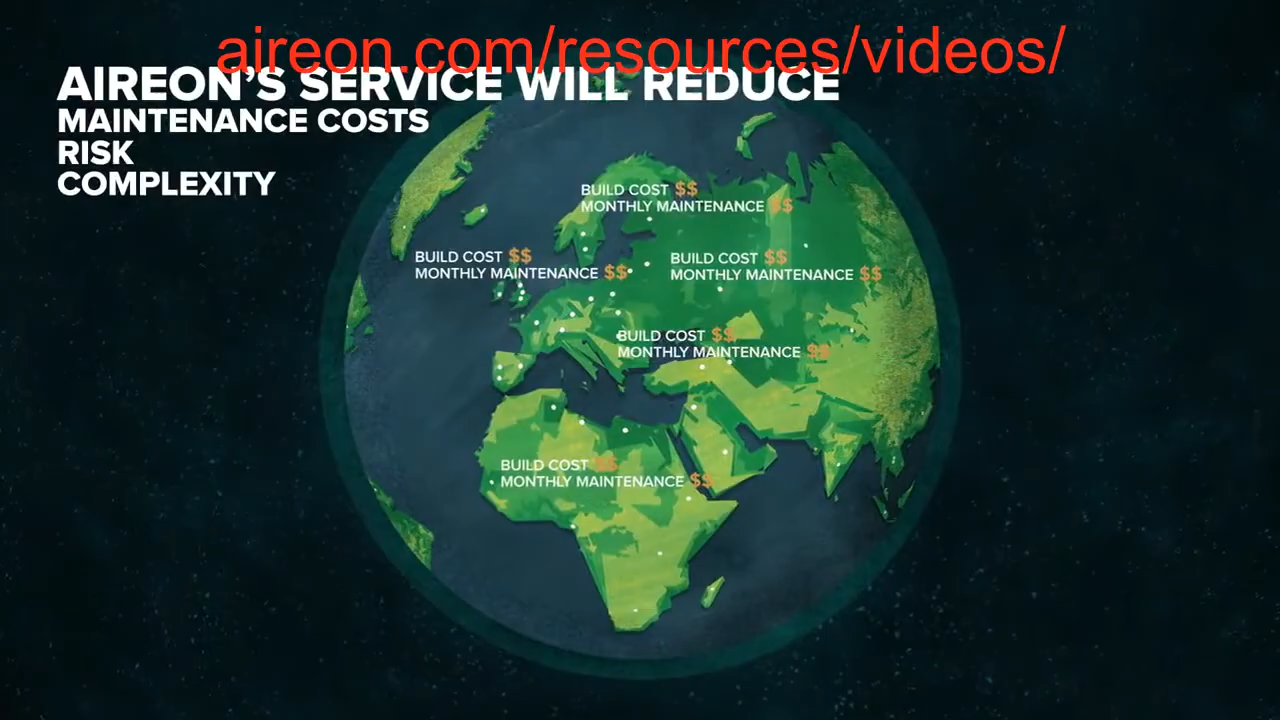 aireon.com/resources/videos/
AIREON'S SERVICE WILL REDUCE
MAINTENANCE COSTS
RISK
COMPLEXITY
BUILD COST $$
MONTHLY MAINTENANCE $$
BUILD COST $$
MONTHLY MAINTENANCE $$
BUILD COST $$
MONTHLY MAINTENANCE $$
BUILD COST $$
MONTHLY MAINTENANCE $$
BUILD COST $$
MONTHLY MAINTENANCE $$